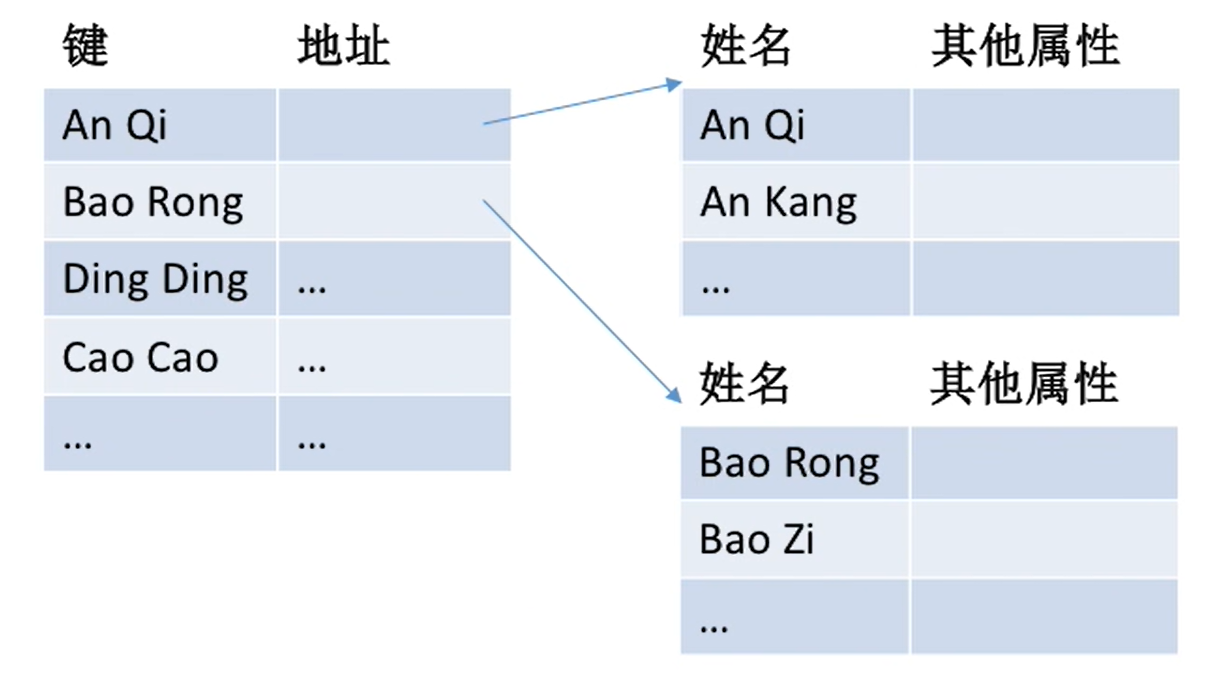 键 地址
An Qi
Bao Rong
Ding Ding ...
Cao Cao ...
... ...
姓名 其他属性
An Qi
An Kang
...
姓名 其他属性
Bao Rong
Bao Zi
...